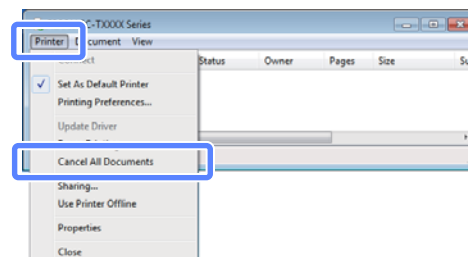 C-TXXXX Series
Printer Document View
Status Owner Pages Size
Set As Default Printer
Printing Preferences...
Update Driver
Cancel All Documents
Sharing...
Use Printer Offline
Properties
Close